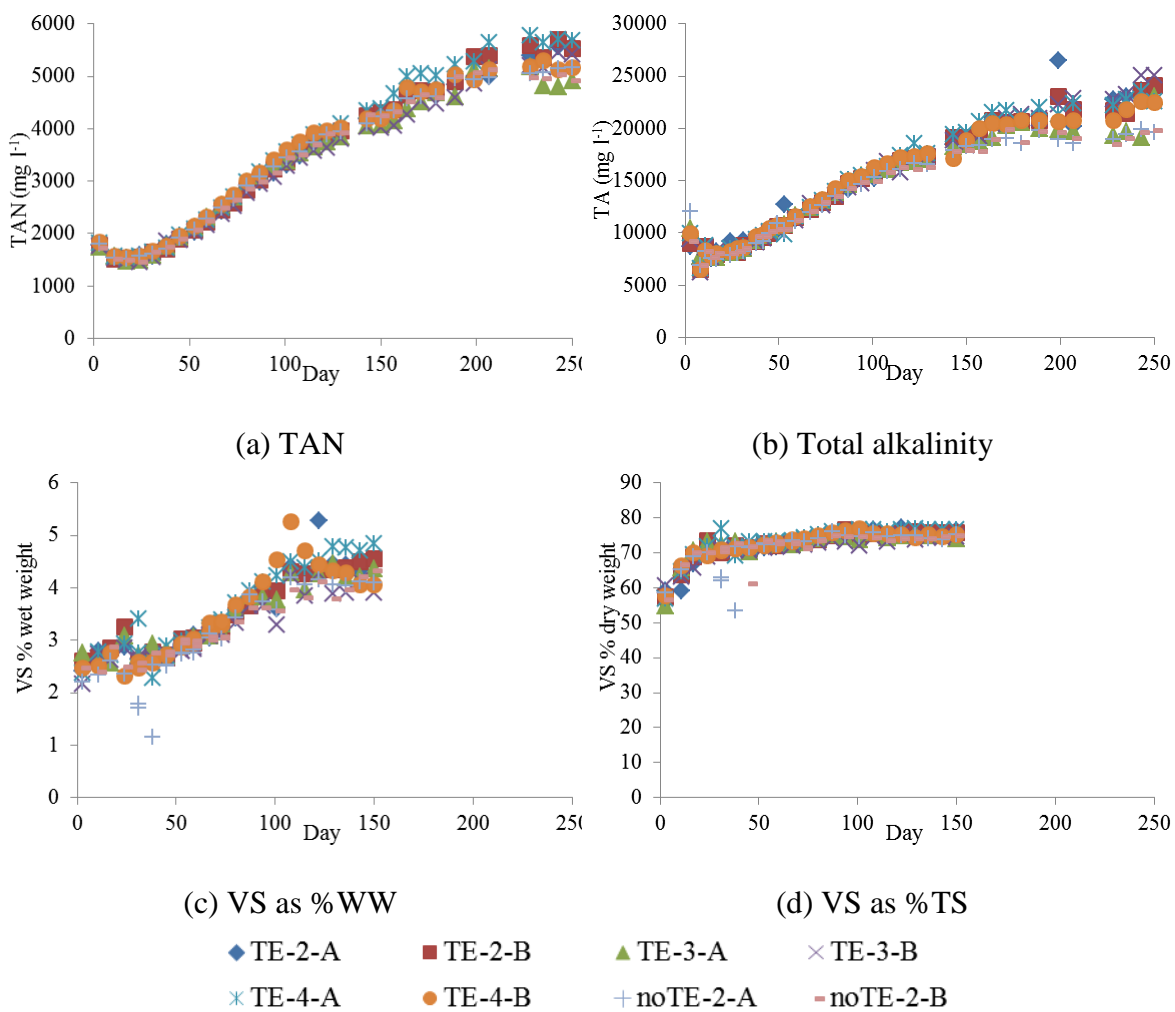 6000
5000
4000
3000
2000
1000
0
TAN (mg l-1)
0 50 100 150 200 250
Day
(a) TAN
30000
25000
20000
15000
10000
5000
0
TA (mg l-1)
0 50 100 150 200 250
Day
(b) Total alkalinity
6
5
4
3
2
1
0
VS % wet weight
0 50 100 150 200 250
Day
(c) VS as %WW
90
80
70
60
50
40
30
20
10
0
VS % dry weight
0 50 100 150 200 250
Day
(d) VS as %TS
TE-2-A TE-2-B TE-3-A TE-3-B
TE-4-A TE-4-B noTE-2-A noTE-2-B